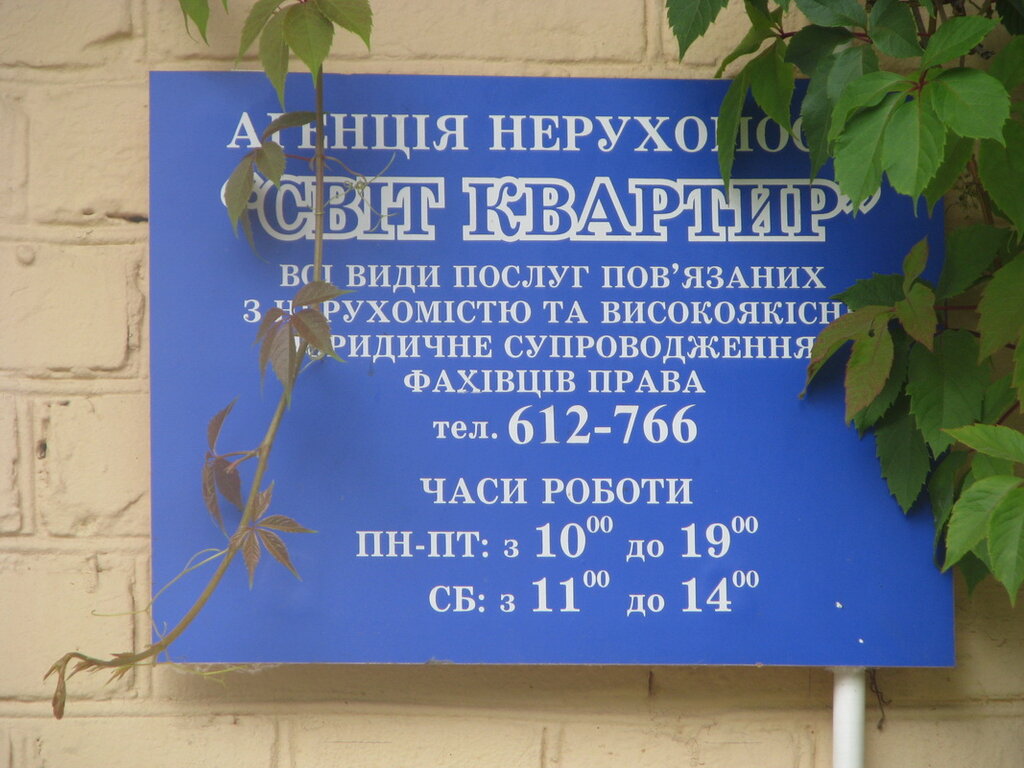 АГЕНЦІЯ НЕРУХОМОС
"СВІТ КВАРТИР"
ВСІ ВИДИ ПОСЛУГ ПОВ'ЯЗАНИХ
З НЕРУХОМІСТЮ ТА ВИСОКОЯКІСНЕ
ЮРИДИЧНЕ СУПРОВОДЖЕННЯ
ФАХІВЦІВ ПРАВА
тел. 612-766
ЧАСИ РОБОТИ
ПН-ПТ: з 10⁰⁰ до 19⁰⁰
СБ: з 11⁰⁰ до 14⁰⁰